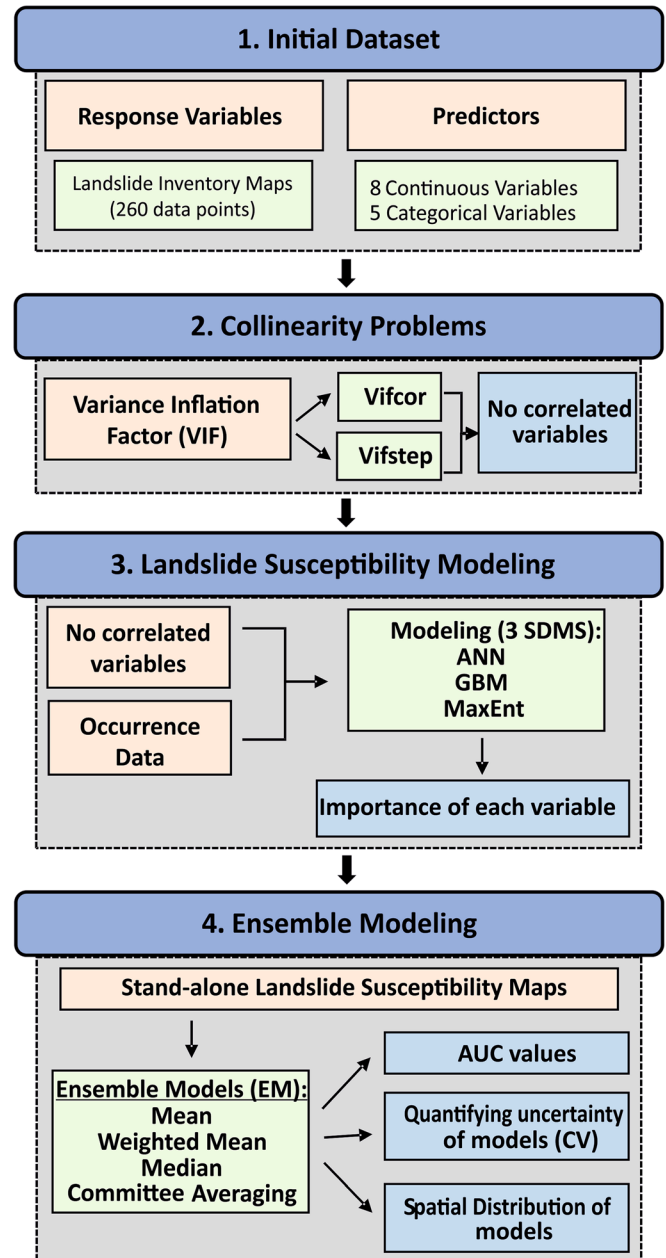 1. Initial Dataset
Response Variables
Predictors
Landslide Inventory Maps
(260 data points)
8 Continuous Variables
5 Categorical Variables
2. Collinearity Problems
Variance Inflation
Factor (VIF)
Vifcor
Vifstep
No correlated
variables
3. Landslide Susceptibility Modeling
No correlated
variables
Occurrence
Data
Modeling (3 SDMS):
ANN
GBM
MaxEnt
Importance of each variable
4. Ensemble Modeling
Stand-alone Landslide Susceptibility Maps
Ensemble Models (EM):
Mean
Weighted Mean
Median
Committee Averaging
AUC values
Quantifying uncertainty
of models (CV)
Spatial Distribution of
models